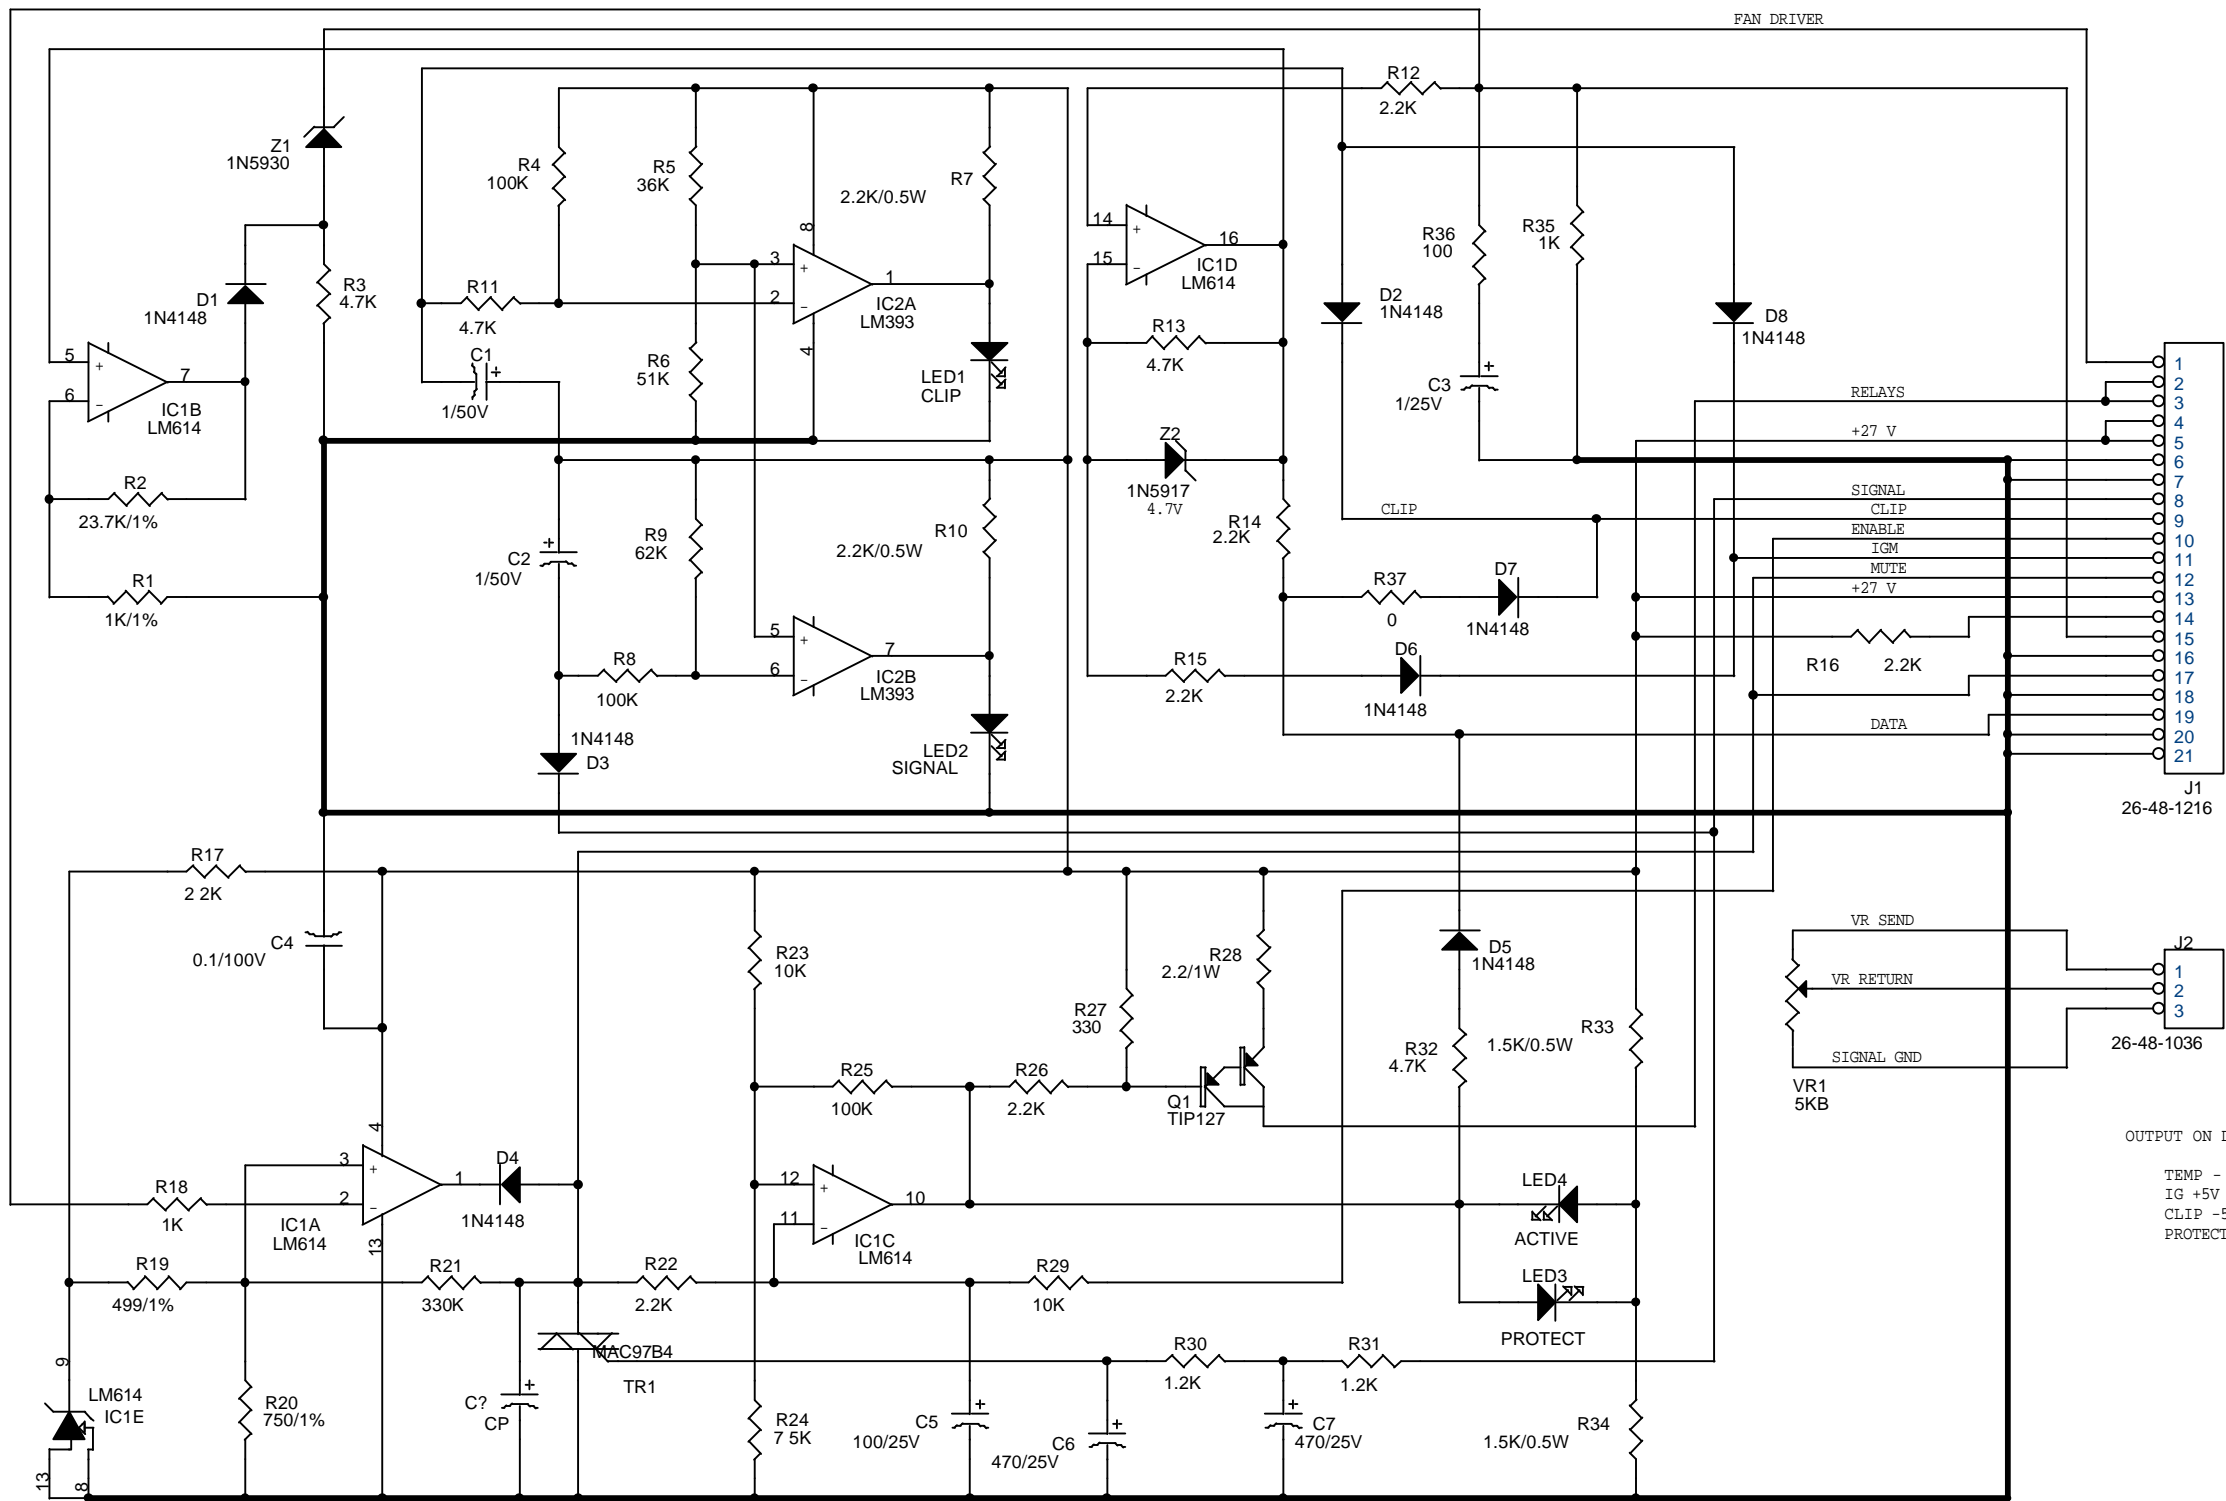 FAN DRIVER
R12
2.2K
Z1
1N5930
R4
100K
R5
36K
2.2K/0.5W
R7
8
14
+
15
-
16
IC1D
LM614
R36
100
R35
1K
D1
1N4148
R3
4.7K
R11
4.7K
3
+
2
-
1
4
IC2A
LM393
D2
1N4148
D8
1N4148
R13
4.7K
C1
+
1/50V
R6
51K
LED1
CLIP
C3
+
1/25V
5
+
6
-
7
IC1B
LM614
RELAYS
+27 V
SIGNAL
CLIP
CLIP
ENABLE
IGM
MUTE
+27 V
DATA
1
2
3
4
5
6
7
8
9
10
11
12
13
14
15
16
17
18
19
20
21
J1
26-48-1216
Z2
1N5917
4.7V
R2
23.7K/1%
R14
2.2K
C2
+
1/50V
R9
62K
2.2K/0.5W
R10
R1
1K/1%
R37
0
D7
1N4148
5
+
6
-
7
IC2B
LM393
R8
100K
R15
2.2K
D6
1N4148
R16
2.2K
1N4148
D3
LED2
SIGNAL
R17
2 2K
C4
0.1/100V
R23
10K
R28
2.2/1W
R27
330
D5
1N4148
VR SEND
VR RETURN
SIGNAL GND
J2
1
2
3
26-48-1036
VR1
5KB
R32
4.7K
1.5K/0.5W
R33
R25
100K
R26
2.2K
Q1
TIP127
OUTPUT ON
TEMP -
IG +5V
CLIP -5
PROTECT
4
3
+
2
-
1
13
IC1A
LM614
D4
1N4148
R18
1K
12
+
11
-
10
IC1C
LM614
LED4
ACTIVE
LED3
PROTECT
R19
499/1%
R21
330K
R22
2.2K
R29
10K
MAC97B4
TR1
R30
1.2K
R31
1.2K
9
LM614
IC1E
13
8
R20
750/1%
C?
CP
+
R24
7 5K
C5
+
100/25V
C6
+
470/25V
C7
+
470/25V
R34
1.5K/0.5W